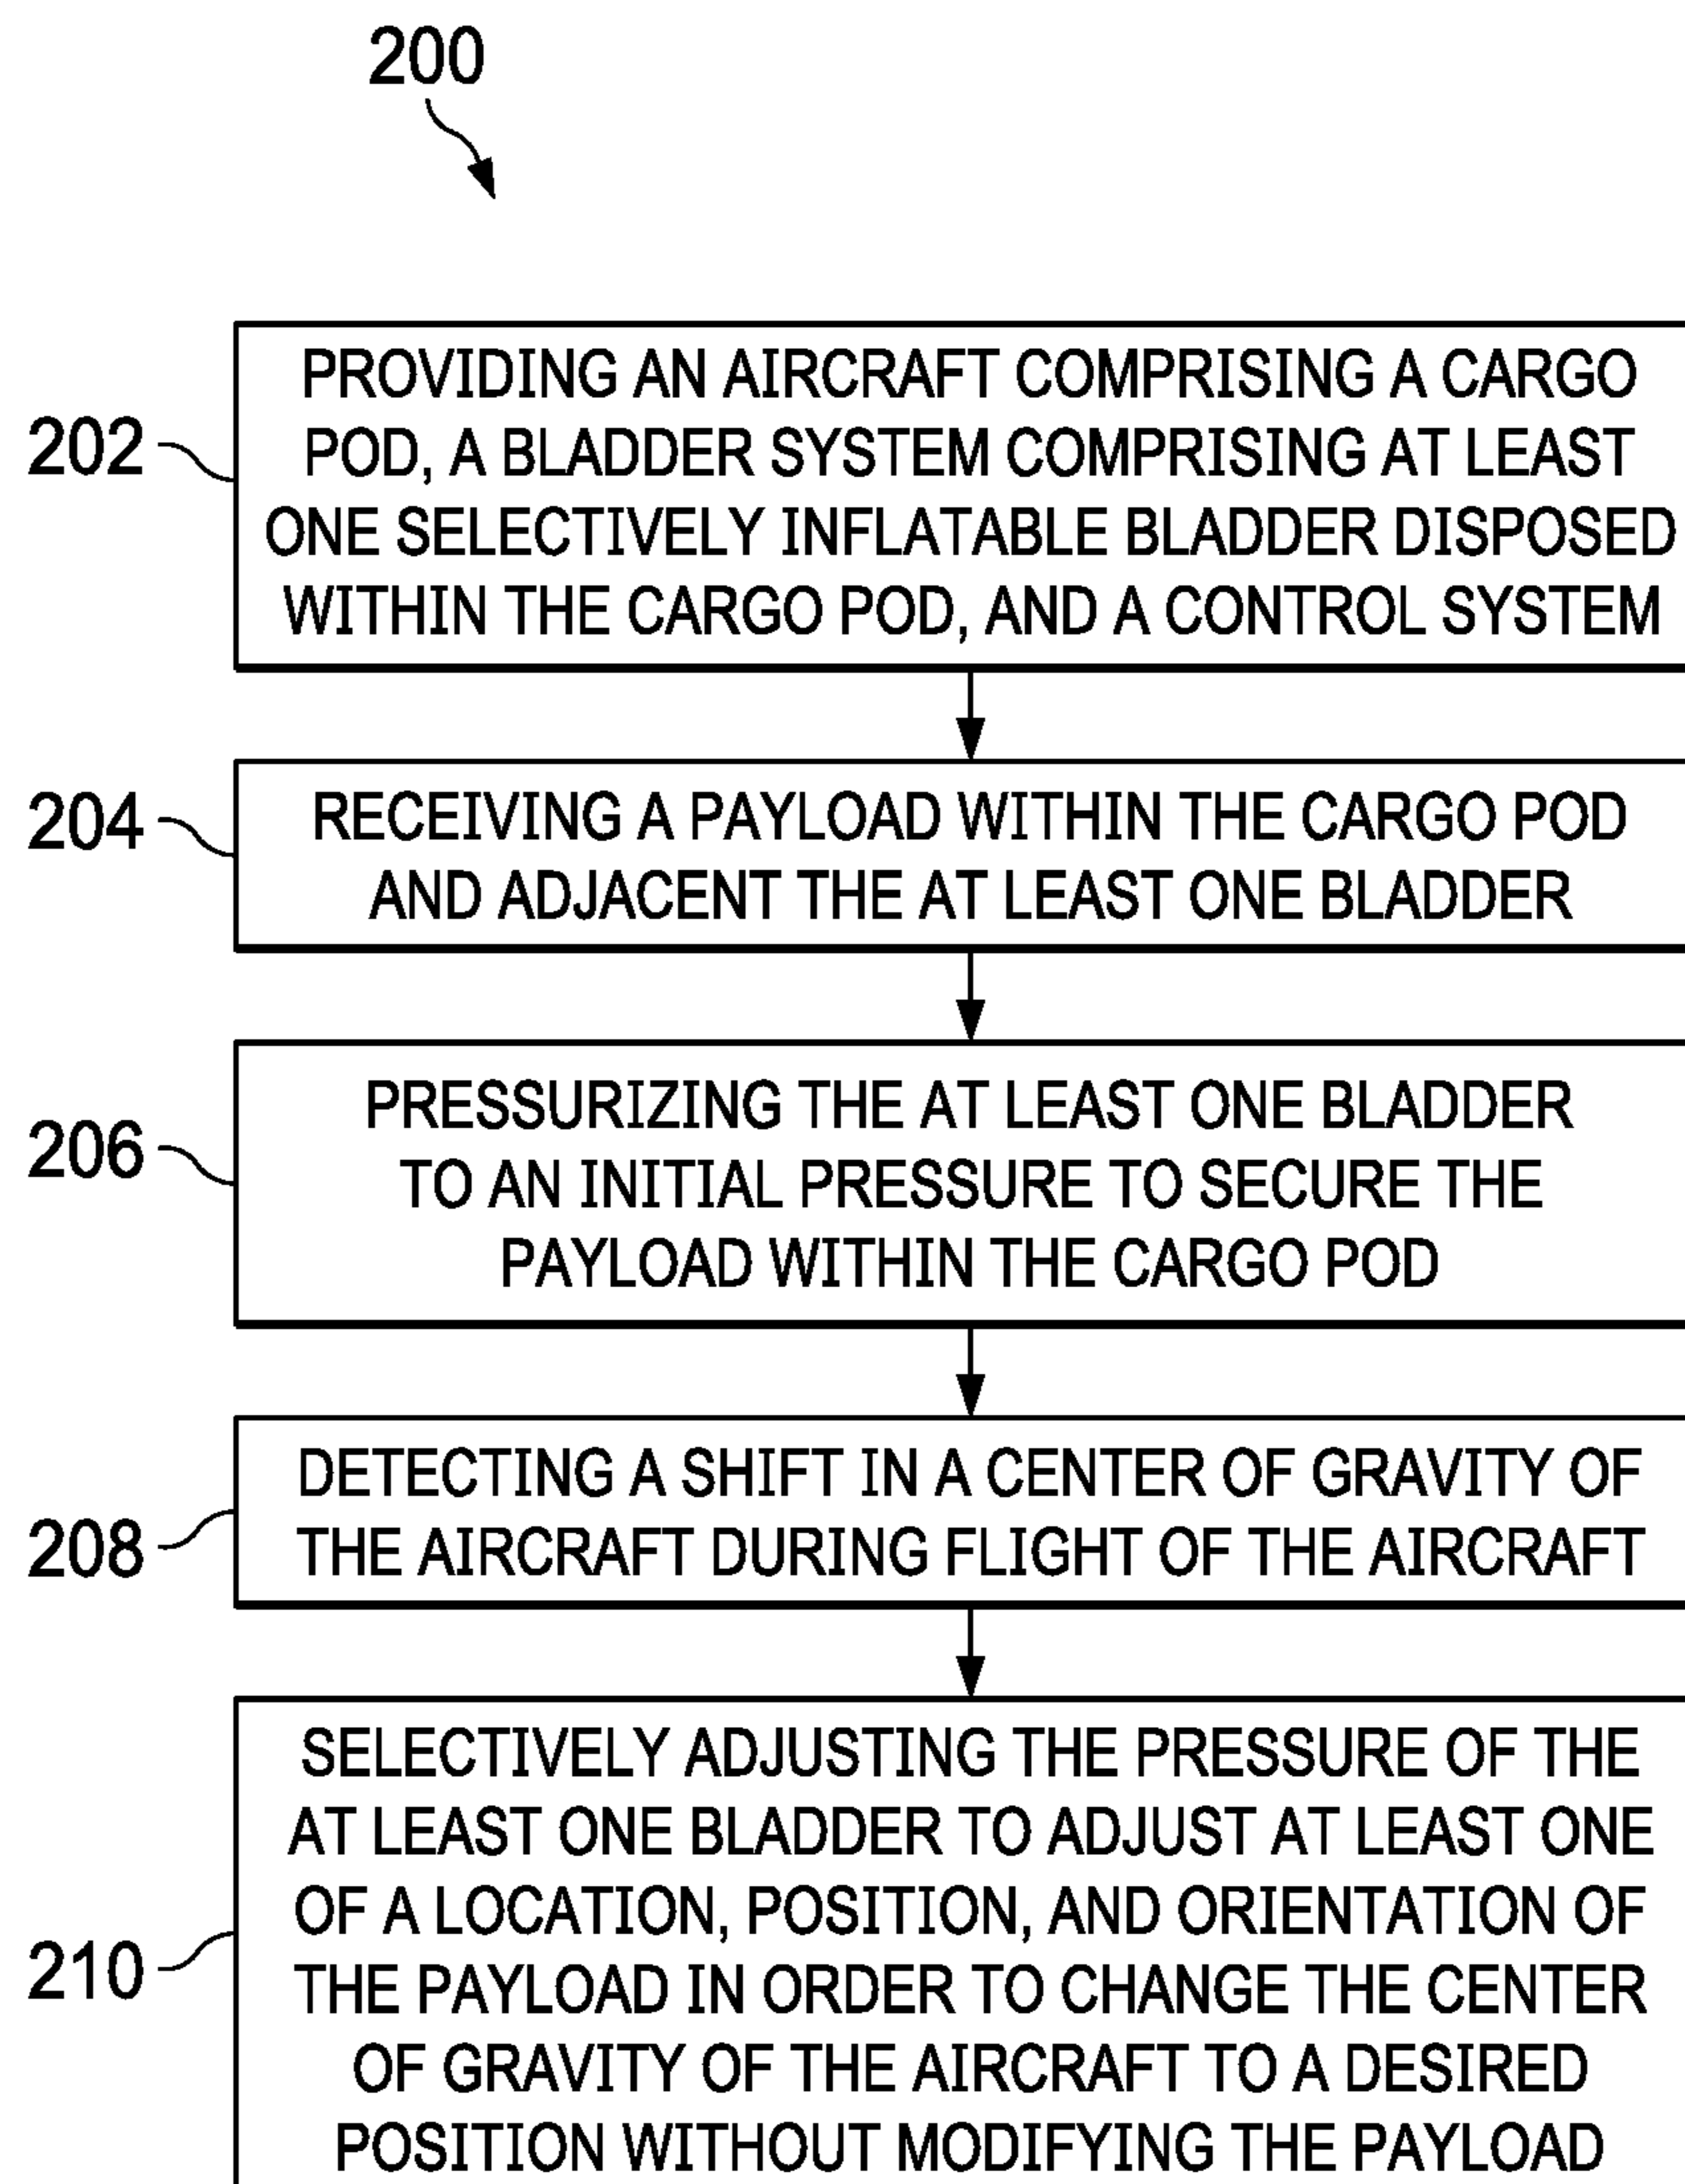 200
202
PROVIDING AN AIRCRAFT COMPRISING A CARGO
POD, A BLADDER SYSTEM COMPRISING AT LEAST
ONE SELECTIVELY INFLATABLE BLADDER DISPOSED
WITHIN THE CARGO POD, AND A CONTROL SYSTEM
204
RECEIVING A PAYLOAD WITHIN THE CARGO POD
AND ADJACENT THE AT LEAST ONE BLADDER
206
PRESSURIZING THE AT LEAST ONE BLADDER
TO AN INITIAL PRESSURE TO SECURE THE
PAYLOAD WITHIN THE CARGO POD
208
DETECTING A SHIFT IN A CENTER OF GRAVITY OF
THE AIRCRAFT DURING FLIGHT OF THE AIRCRAFT
210
SELECTIVELY ADJUSTING THE PRESSURE OF THE
AT LEAST ONE BLADDER TO ADJUST AT LEAST ONE
OF A LOCATION, POSITION, AND ORIENTATION OF
THE PAYLOAD IN ORDER TO CHANGE THE CENTER
OF GRAVITY OF THE AIRCRAFT TO A DESIRED
POSITION WITHOUT MODIFYING THE PAYLOAD